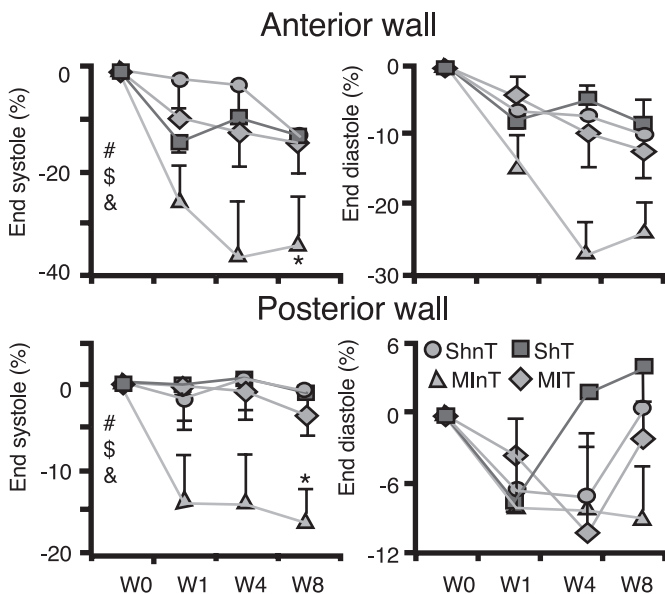 Anterior wall
End systole (%)
0
-20
-40
#
$
&
*
End diastole (%)
0
-10
-20
-30
Posterior wall
End systole (%)
0
-10
-20
#
$
&
*
W0 W1 W4 W8
End diastole (%)
6
0
-6
-12
ShnT ShT
MInT MIT
W0 W1 W4 W8